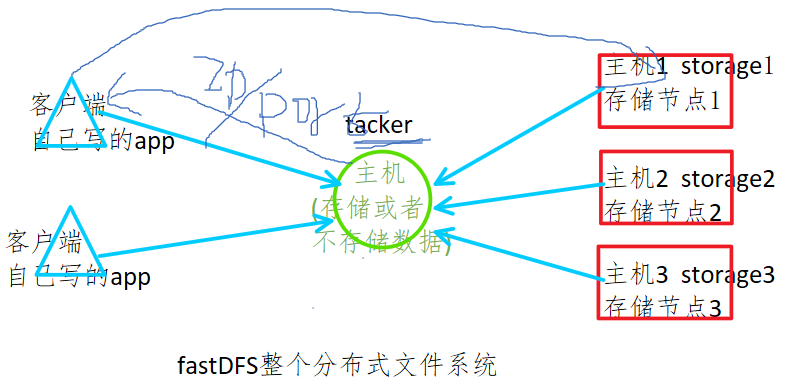 IP/port
客户端
自己写的app
tacker
主机
(存储或者
不存储数据)
主机1 storage1
存储节点1
主机2 storage2
存储节点2
客户端
自己写的app
主机3 storage3
存储节点3
fastDFS整个分布式文件系统